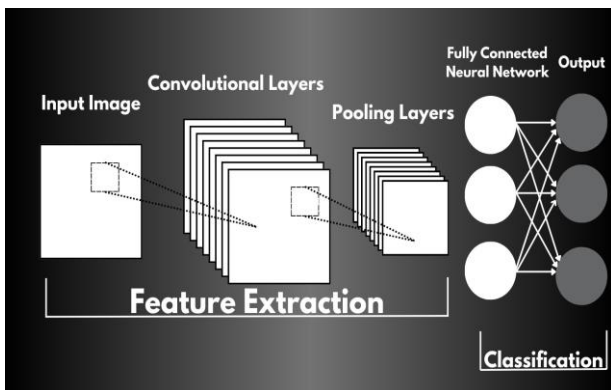 Input Image
Convolutional Layers
Pooling Layers
Fully Connected
Neural Network
Output
Feature Extraction
Classification